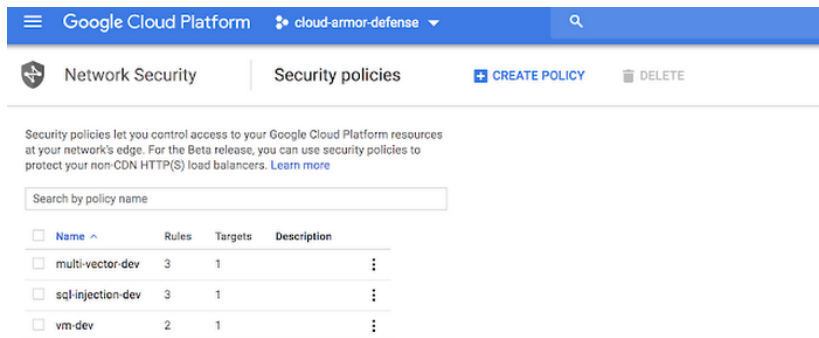 Google Cloud Platform cloud-armor-defense
Network Security Security policies CREATE POLICY DELETE
Security policies let you control access to your Google Cloud Platform resources
at your network's edge. For the Beta release, you can use security policies to
protect your non-CDN HTTP(S) load balancers. Learn more
Search by policy name
Name Rules Targets Description
multi-vector-dev 3 1
sql-injection-dev 3 1
vm-dev 2 1